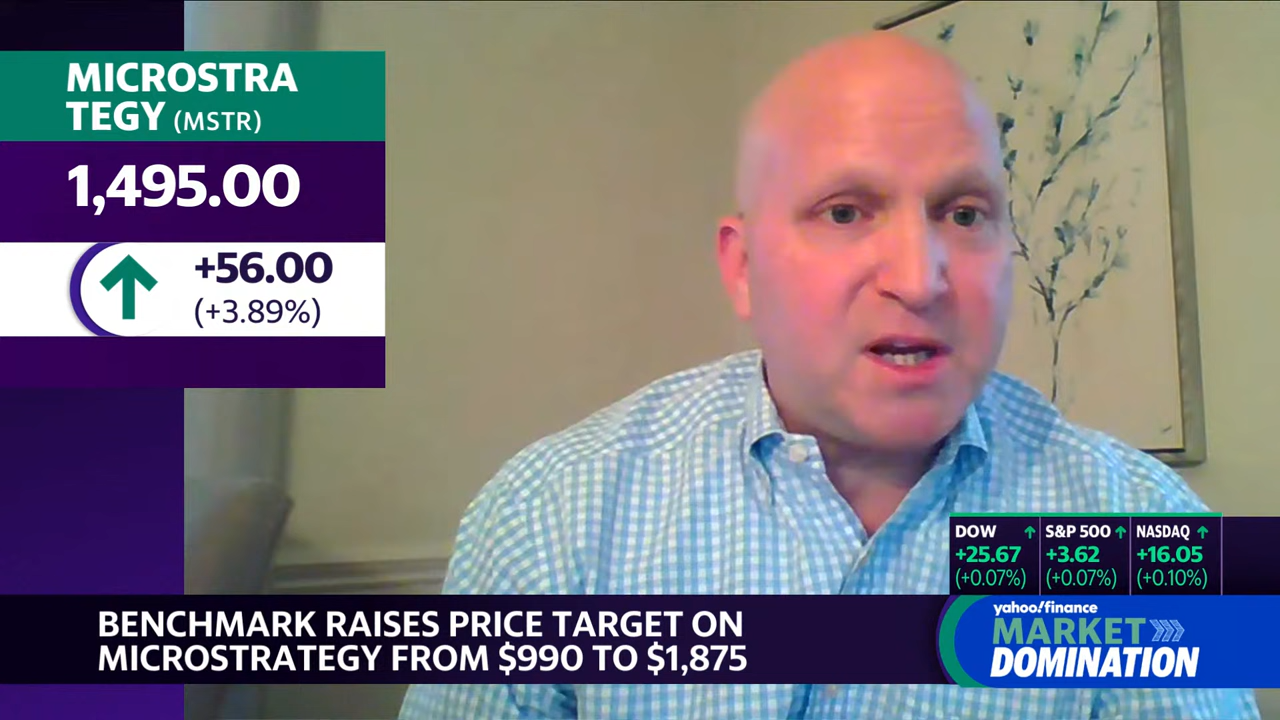 MICROSTRA
TEGY (MSTR)
1,495.00
+56.00
(+3.89%)
DOW
+25.67
(+0.07%)
S&P 500
+3.62
(+0.07%)
NASDAQ
+16.05
(+0.10%)
BENCHMARK RAISES PRICE TARGET ON
MICROSTRATEGY FROM $990 TO $1,875
yahoo!finance
MARKET
DOMINATION